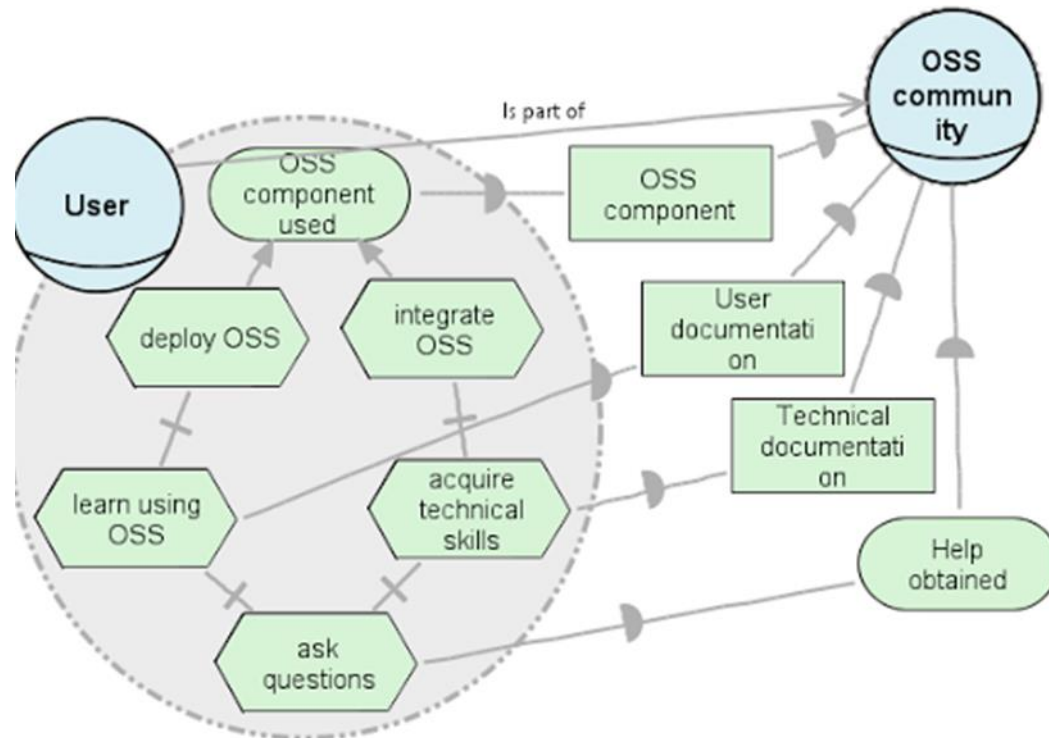 OSS
commun
ity
Is part of
User
OSS
component
used
OSS
component
deploy OSS
integrate
OSS
User
documentati
on
Technical
documentati
on
learn using
OSS
acquire
technical
skills
Help
obtained
ask
questions